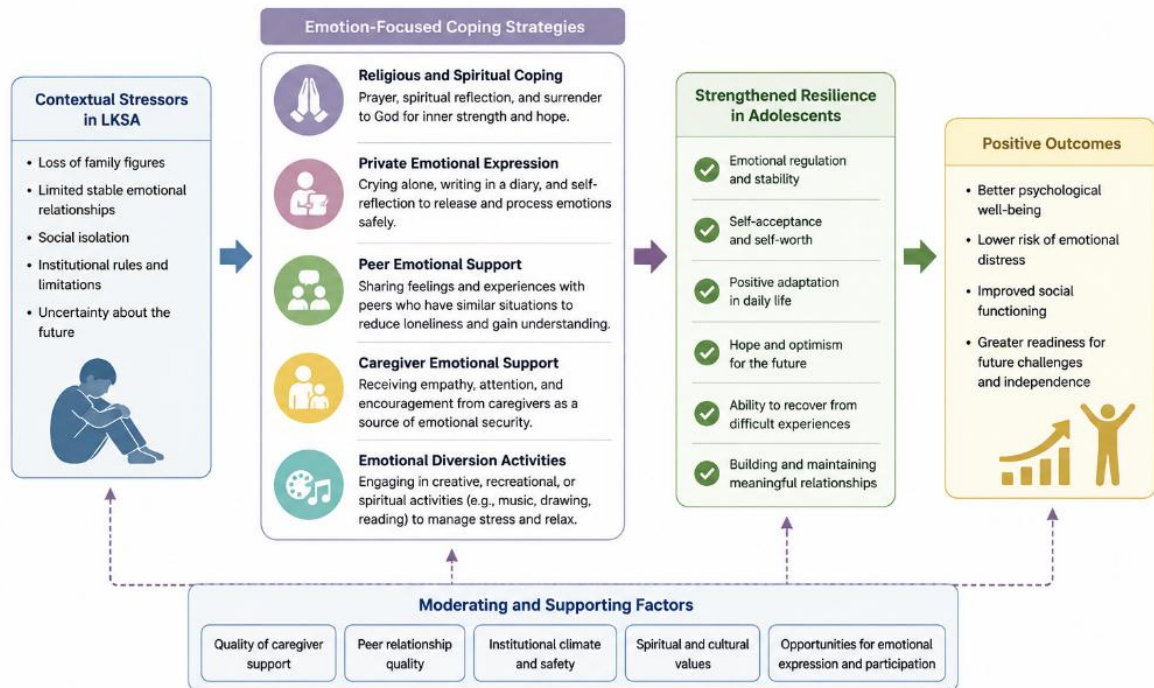 Emotion-Focused Coping Strategies
Contextual Stressors
in LKSA
• Loss of family figures
• Limited stable emotional
relationships
• Social isolation
• Institutional rules and
limitations
• Uncertainty about the
future
Religious and Spiritual Coping
Prayer, spiritual reflection, and surrender
to God for inner strength and hope.
Private Emotional Expression
Crying alone, writing in a diary, and self-
reflection to release and process emotions
safely.
Peer Emotional Support
Sharing feelings and experiences with
peers who have similar situations to
reduce loneliness and gain understanding.
Caregiver Emotional Support
Receiving empathy, attention, and
encouragement from caregivers as a
source of emotional security.
Emotional Diversion Activities
Engaging in creative, recreational, or
spiritual activities (e.g., music, drawing,
reading) to manage stress and relax.
Strengthened Resilience
in Adolescents
Emotional regulation
and stability
Self-acceptance
and self-worth
Positive adaptation
in daily life
Hope and optimism
for the future
Ability to recover from
difficult experiences
Building and maintaining
meaningful relationships
Positive Outcomes
• Better psychological
well-being
• Lower risk of emotional
distress
• Improved social
functioning
• Greater readiness for
future challenges
and independence
Moderating and Supporting Factors
Quality of caregiver
support
Peer relationship
quality
Institutional climate
and safety
Spiritual and cultural
values
Opportunities for emotional
expression and participation